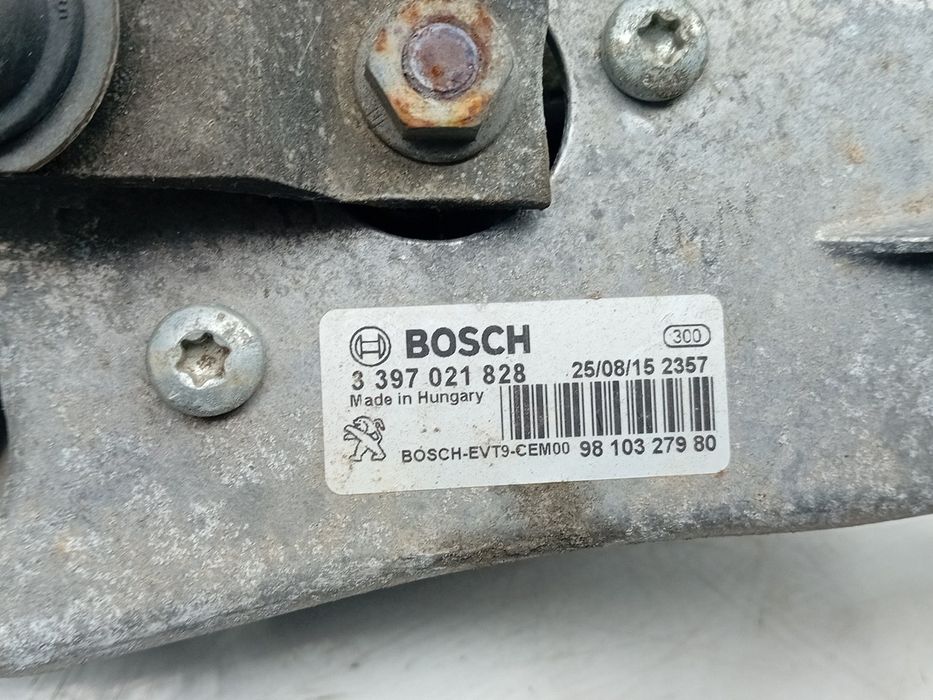 BOSCH
300
3 397 021 828
25/08/15 2357
Made in Hungary
BOSCH-EVT9-CEM00 98 103 279 80